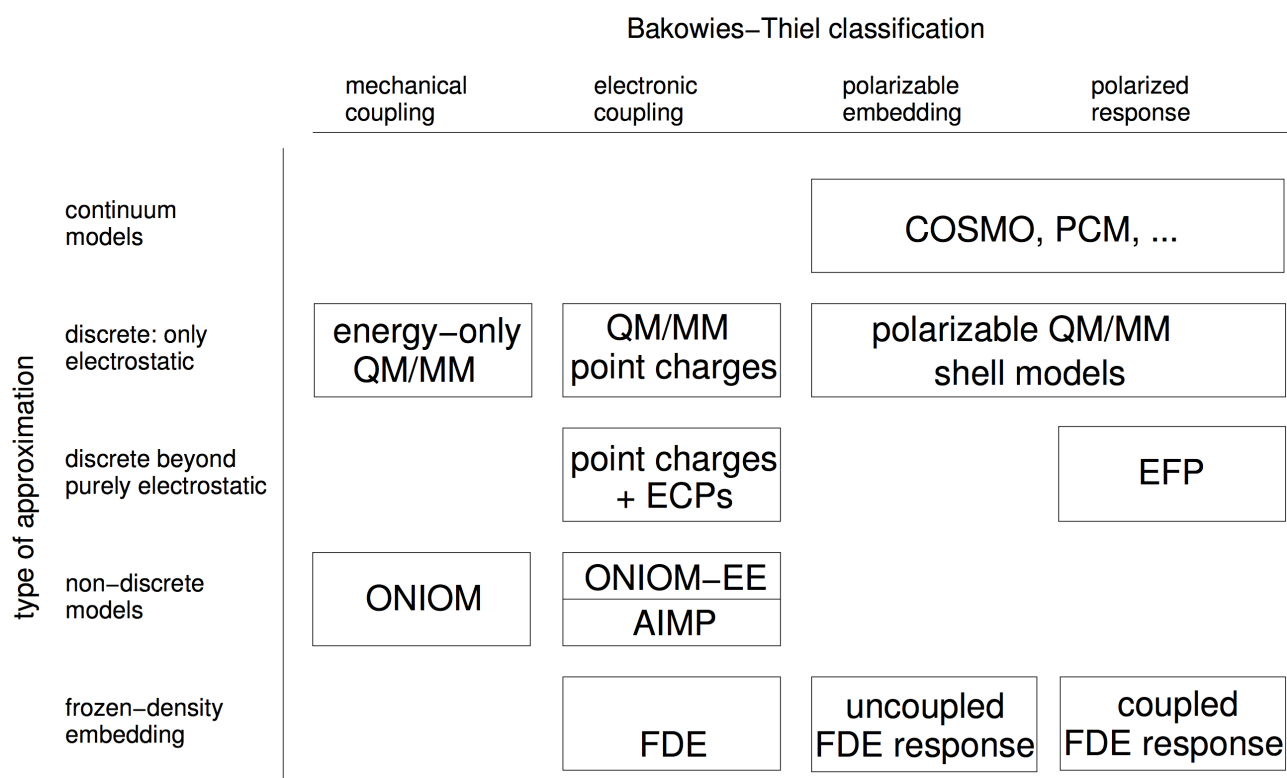 Bakowies−Thiel classification
mechanical coupling
electronic coupling
polarizable embedding
polarized response
type of approximation
continuum models
COSMO, PCM, ...
discrete: only electrostatic
energy−only QM/MM
QM/MM point charges
polarizable QM/MM shell models
discrete beyond purely electrostatic
point charges + ECPs
EFP
non−discrete models
ONIOM
ONIOM−EE
AIMP
frozen−density embedding
FDE
uncoupled FDE response
coupled FDE response